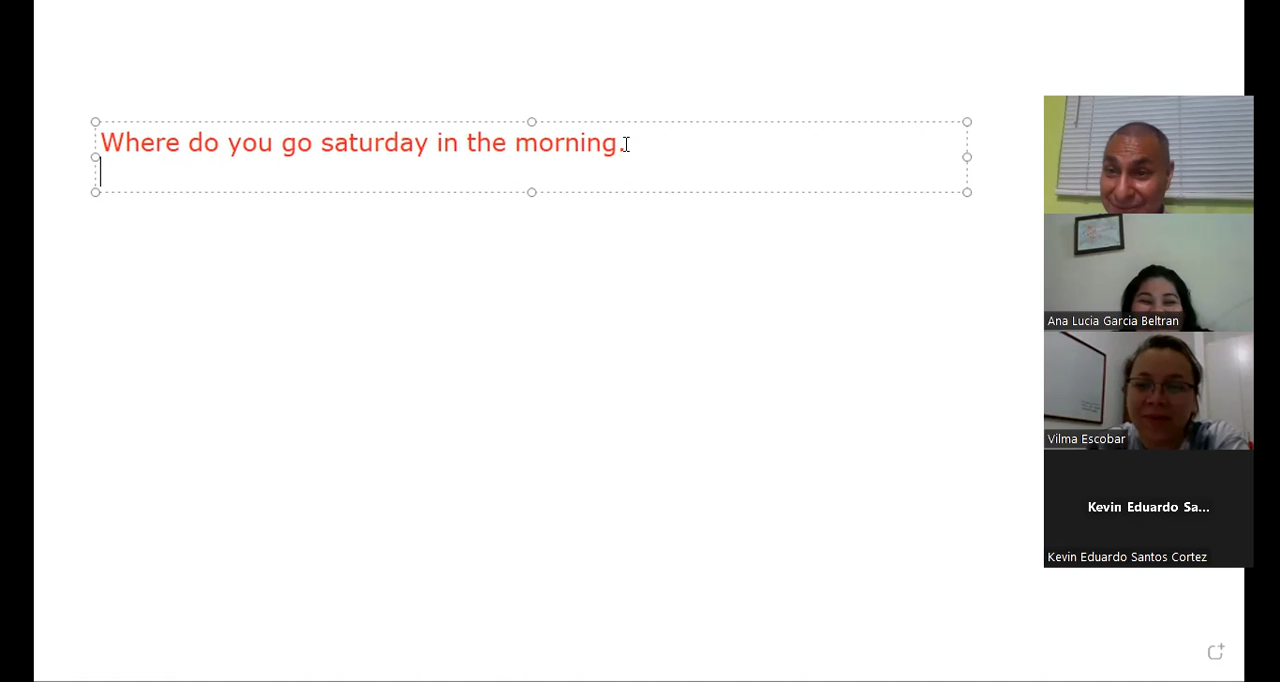 Where do you go saturday in the morning.
Ana Lucia Garcia Beltran
Vilma Escobar
Kevin Eduardo Sa...
Kevin Eduardo Santos Cortez